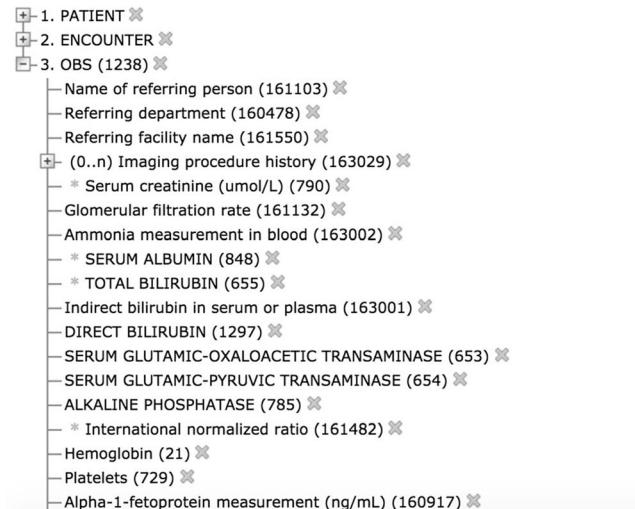 1. PATIENT
2. ENCOUNTER
3. OBS (1238)
Name of referring person (161103)
Referring department (160478)
Referring facility name (161550)
(0..n) Imaging procedure history (163029)
* Serum creatinine (umol/L) (790)
Glomerular filtration rate (161132)
Ammonia measurement in blood (163002)
* SERUM ALBUMIN (848)
* TOTAL BILIRUBIN (655)
Indirect bilirubin in serum or plasma (163001)
DIRECT BILIRUBIN (1297)
SERUM GLUTAMIC-OXALOACETIC TRANSAMINASE (653)
SERUM GLUTAMIC-PYRUVIC TRANSAMINASE (654)
ALKALINE PHOSPHATASE (785)
* International normalized ratio (161482)
Hemoglobin (21)
Platelets (729)
Alpha-1-fetoprotein measurement (ng/mL) (160917)